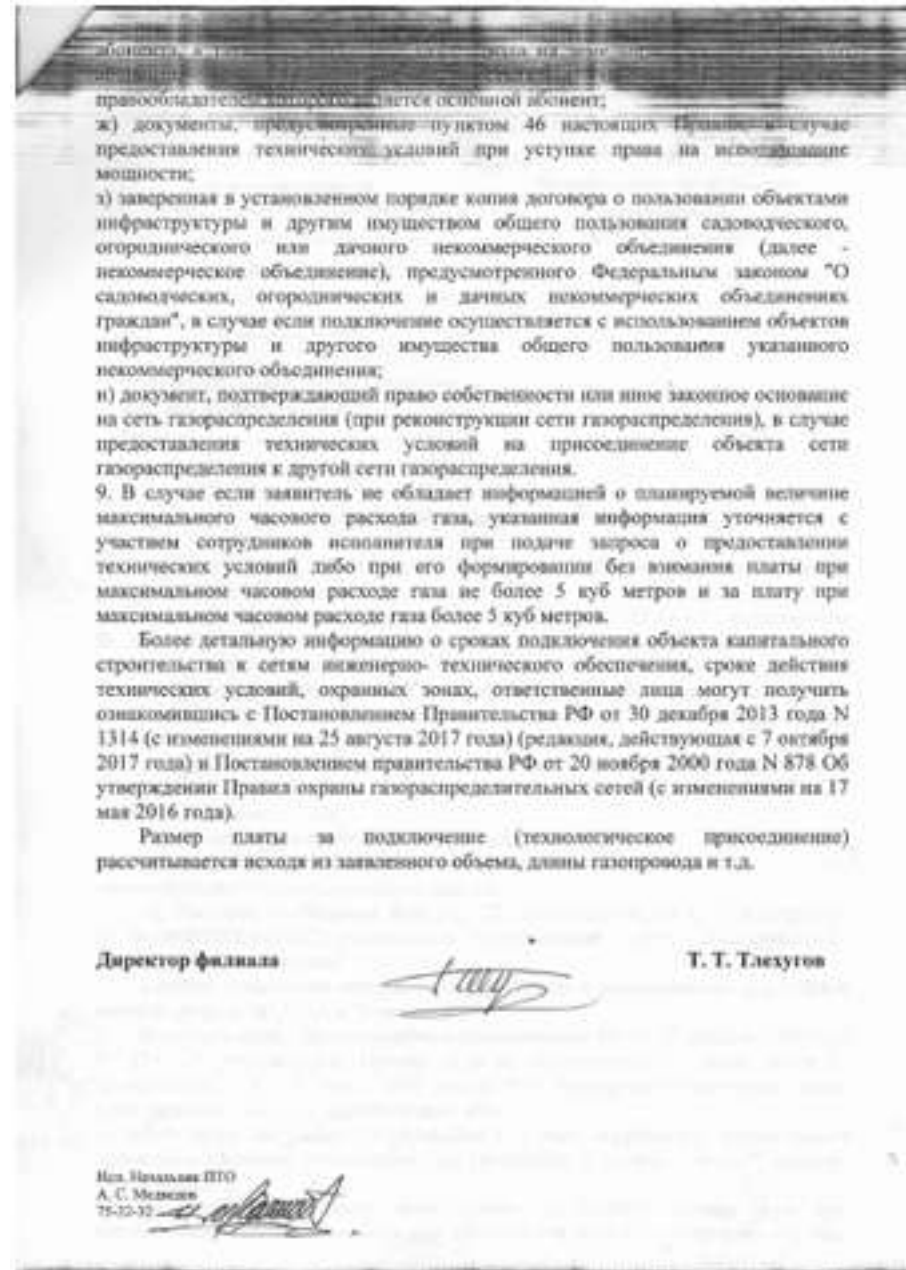 абонента, а
правообладателем которого является основной абонент;
ж) документы, предусмотренные пунктом 46 настоящих Правил, в случае
предоставления технических условий при уступке права на использование
мощности;
з) заверенная в установленном порядке копия договора о пользовании объектами
инфраструктуры и другим имуществом общего пользования садоводческого,
огороднического или дачного некоммерческого объединения (далее -
некоммерческое объединение), предусмотренного Федеральным законом "О
садоводческих, огороднических и дачных некоммерческих объединениях
граждан", в случае если подключение осуществляется с использованием объектов
инфраструктуры и другого имущества общего пользования указанного
некоммерческого объединения;
и) документ, подтверждающий право собственности или иное законное основание
на сеть газораспределения (при реконструкции сети газораспределения), в случае
предоставления технических условий на присоединение объекта сети
газораспределения к другой сети газораспределения.
9. В случае если заявитель не обладает информацией о планируемой величине
максимального часового расхода газа, указанная информация уточняется с
участием сотрудников исполнителя при подаче запроса о предоставлении
технических условий либо при его формировании без взимания платы при
максимальном часовом расходе газа не более 5 куб метров и за плату при
максимальном часовом расходе газа более 5 куб метров.
Более детальную информацию о сроках подключения объекта капитального
строительства к сетям инженерно- технического обеспечения, сроке действия
технических условий, охранных зонах, ответственные лица могут получить
ознакомившись с Постановлением Правительства РФ от 30 декабря 2013 года N
1314 (с изменениями на 25 августа 2017 года) (редакция, действующая с 7 октября
2017 года) и Постановлением правительства РФ от 20 ноября 2000 года N 878 Об
утверждении Правил охраны газораспределительных сетей (с изменениями на 17
мая 2016 года).
Размер платы за подключение (технологическое присоединение)
рассчитывается исходя из заявленного объема, длины газопровода и т.д.
Директор филиала Т. Т. Тлехугов
Исп. Начальник ПТО
А. С. Медведев
75-32-32